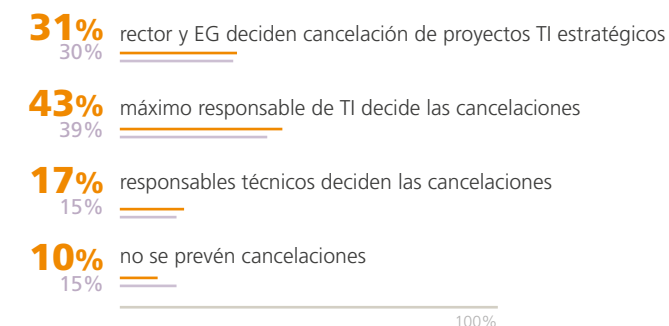 31% rector y EG deciden cancelación de proyectos TI estratégicos
30%
43% máximo responsable de TI decide las cancelaciones
39%
17% responsables técnicos deciden las cancelaciones
15%
10% no se prevén cancelaciones
15%
100%